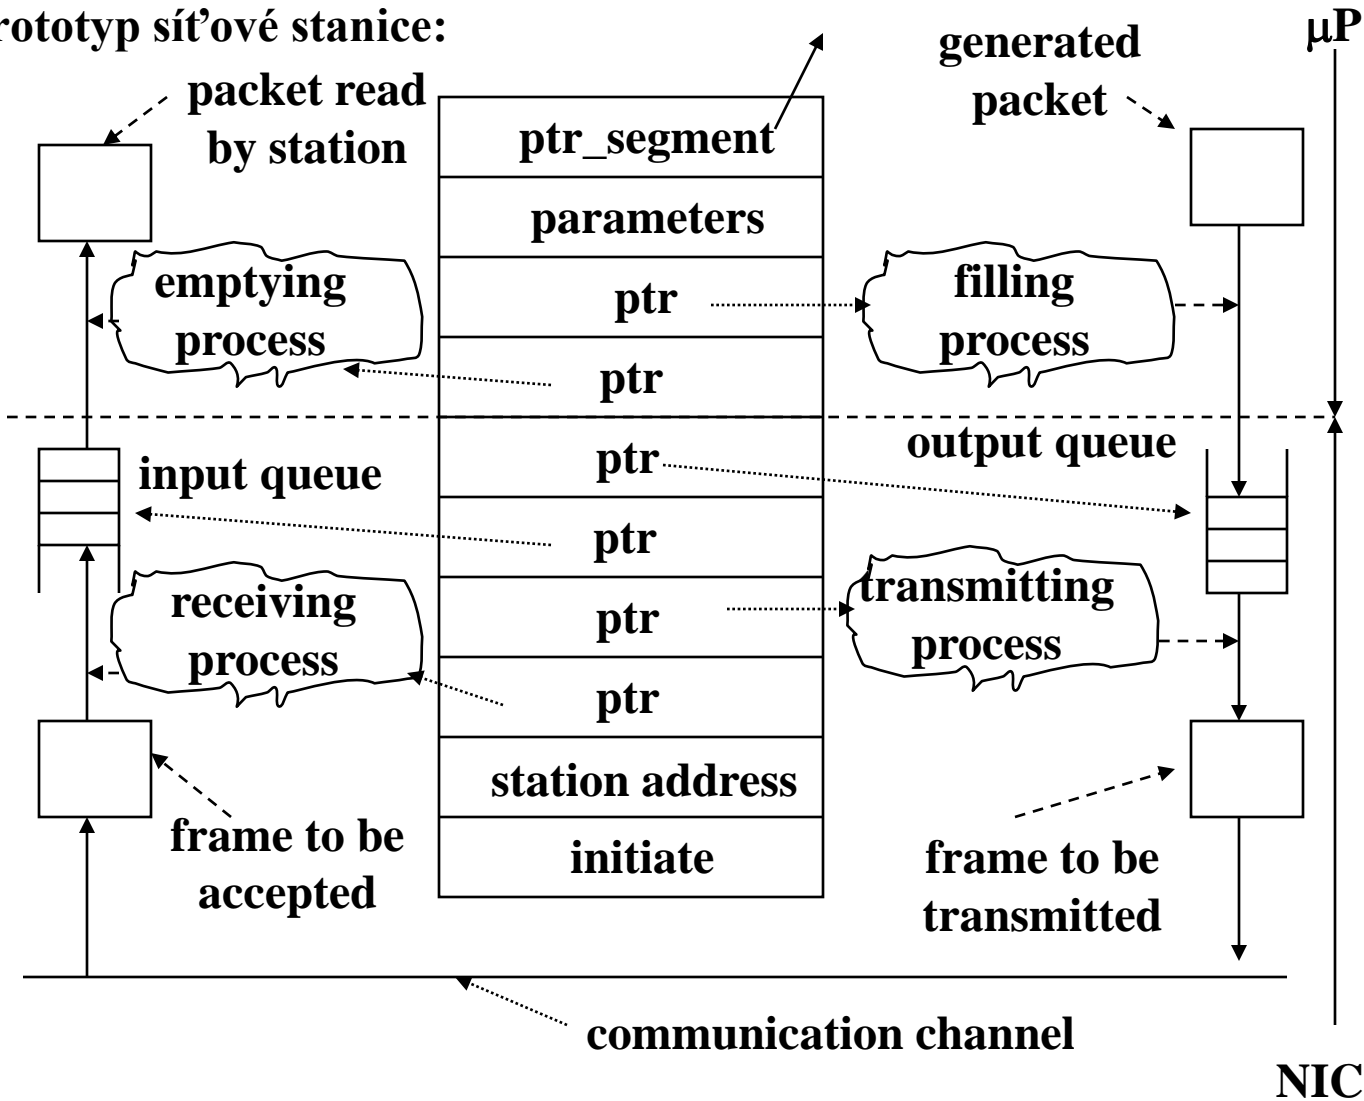 rototyp síťové stanice:
μP
generated
packet
packet read
by station
ptr_segment
parameters
emptying
process
ptr
filling
process
ptr
input queue
ptr
output queue
ptr
receiving
process
ptr
transmitting
process
ptr
station address
frame to be
accepted
initiate
frame to be
transmitted
communication channel
NIC